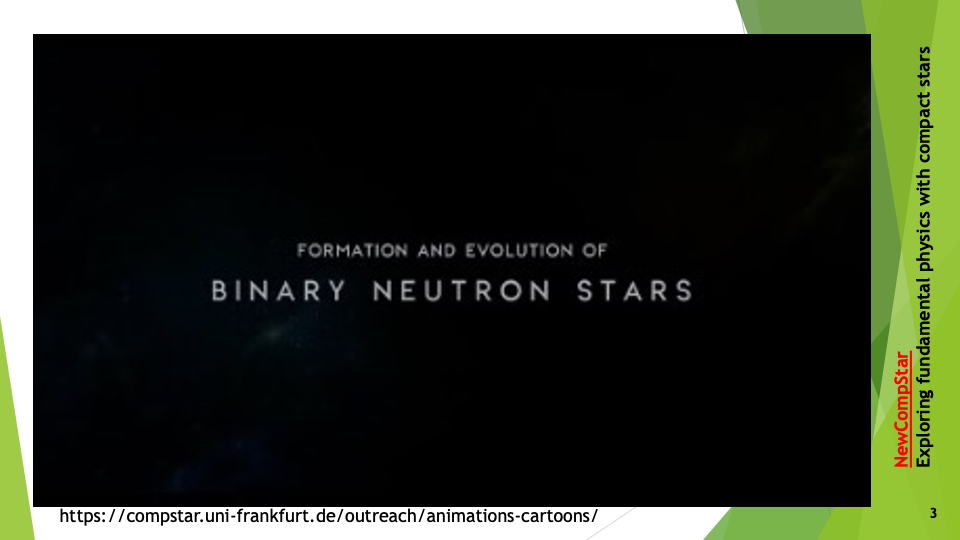 FORMATION AND EVOLUTION OF
BINARY NEUTRON STARS
NewCompStar
Exploring fundamental physics with compact stars
https://compstar.uni-frankfurt.de/outreach/animations-cartoons/
3